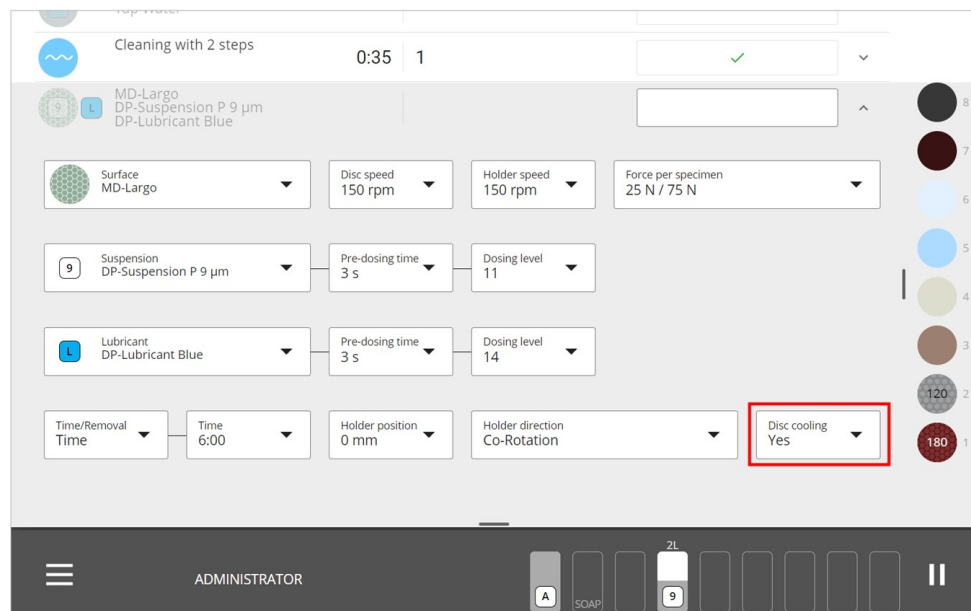 Tap Water
Cleaning with 2 steps
0:35 1
9 L
MD-Largo
DP-Suspension P 9 µm
DP-Lubricant Blue
8
7
6
5
4
3
120 2
180 1
Surface
MD-Largo
Disc speed
150 rpm
Holder speed
150 rpm
Force per specimen
25 N / 75 N
9
Suspension
DP-Suspension P 9 µm
Pre-dosing time
3 s
Dosing level
11
L
Lubricant
DP-Lubricant Blue
Pre-dosing time
3 s
Dosing level
14
Time/Removal
Time
Time
6:00
Holder position
0 mm
Holder direction
Co-Rotation
Disc cooling
Yes
ADMINISTRATOR
A
SOAP
2L
9